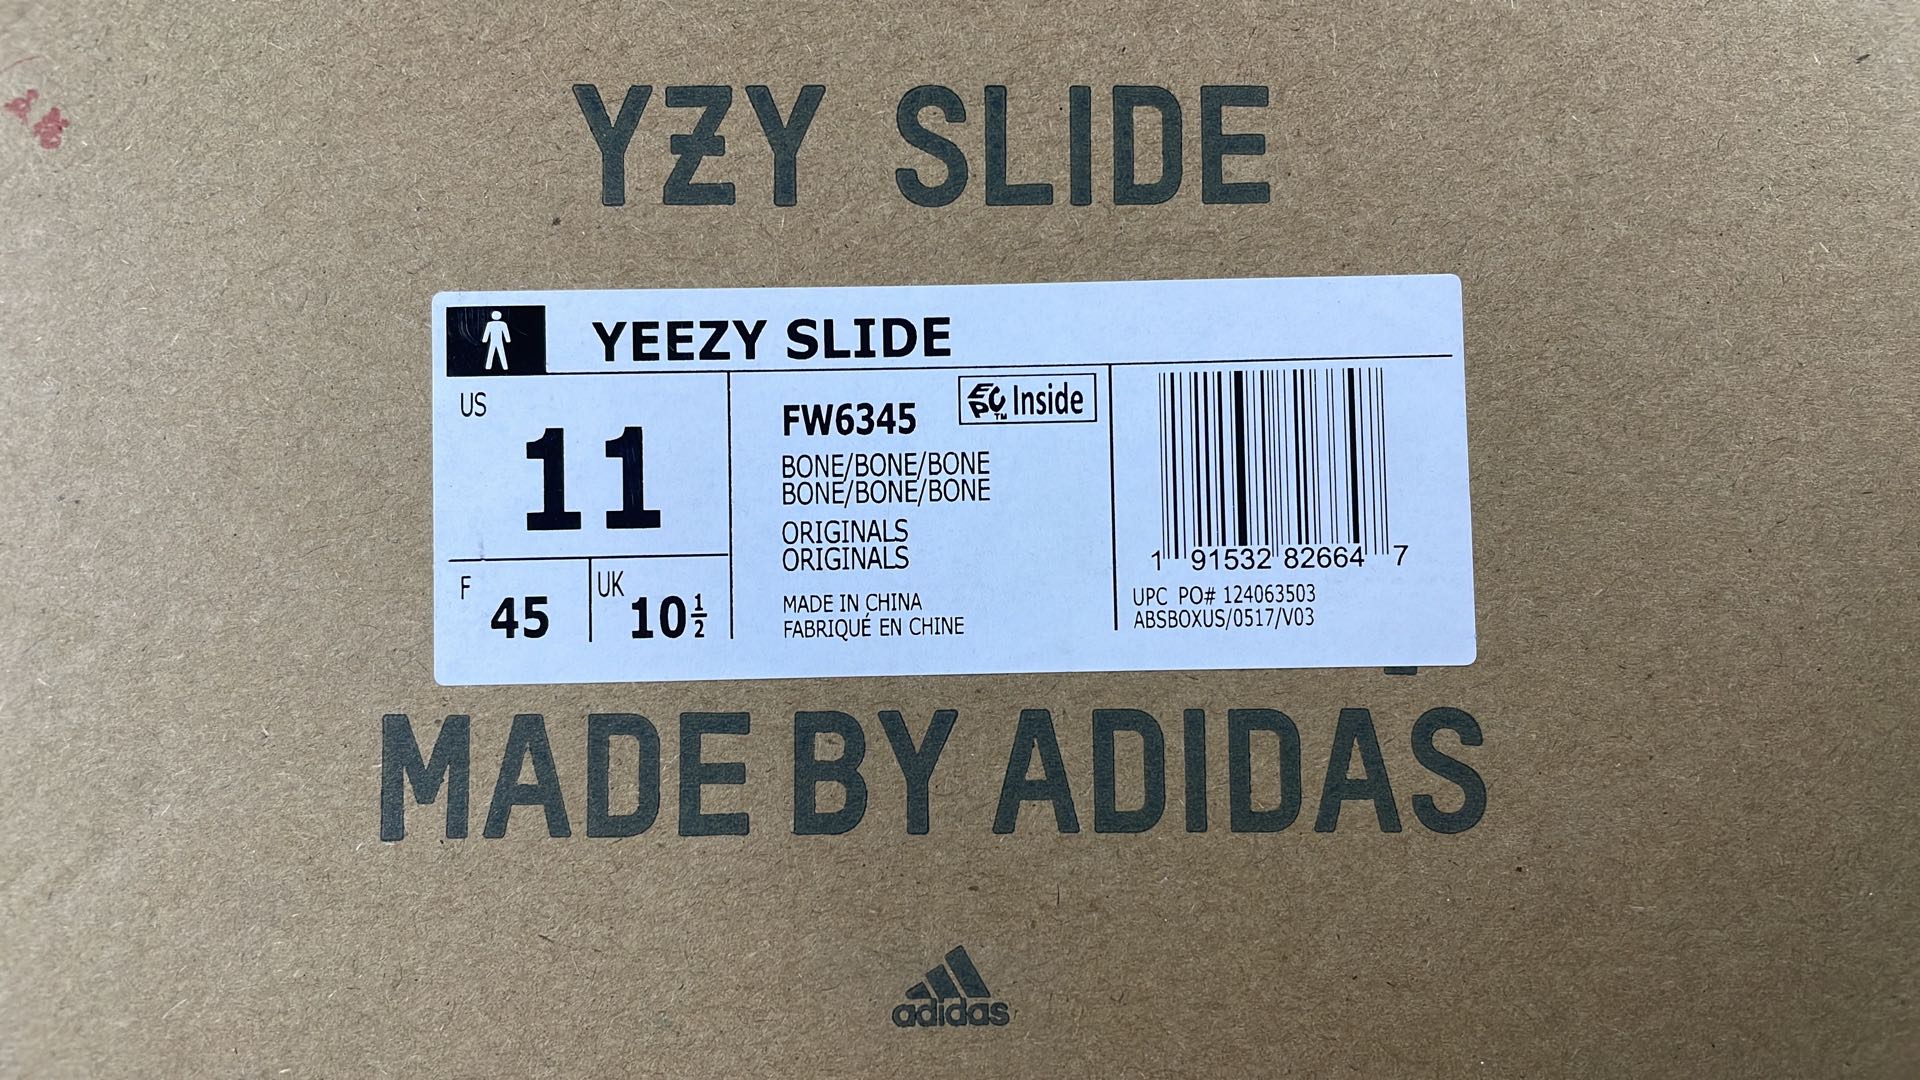 YZY SLIDE
YEEZY SLIDE
US
11
F 45
UK 10½
FW6345
EPC™ Inside
BONE/BONE/BONE
BONE/BONE/BONE
ORIGINALS
ORIGINALS
MADE IN CHINA
FABRIQUÉ EN CHINE
1 91532 82664 7
UPC PO# 124063503
ABSBOXUS/0517/V03
MADE BY ADIDAS
adidas